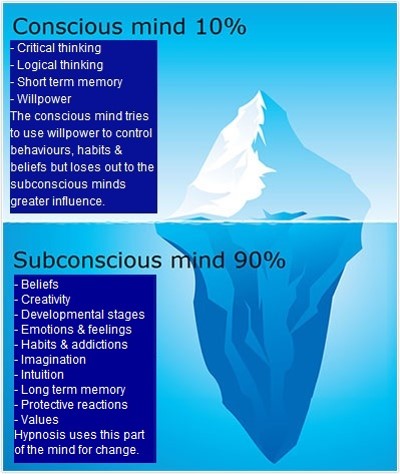 Conscious mind 10%
- Critical thinking
- Logical thinking
- Short term memory
- Willpower
The conscious mind tries
to use willpower to control
behaviours, habits &
beliefs but loses out to the
subconscious minds
greater influence.
Subconscious mind 90%
- Beliefs
- Creativity
- Developmental stages
- Emotions & feelings
- Habits & addictions
- Imagination
- Intuition
- Long term memory
- Protective reactions
- Values
Hypnosis uses this part
of the mind for change.